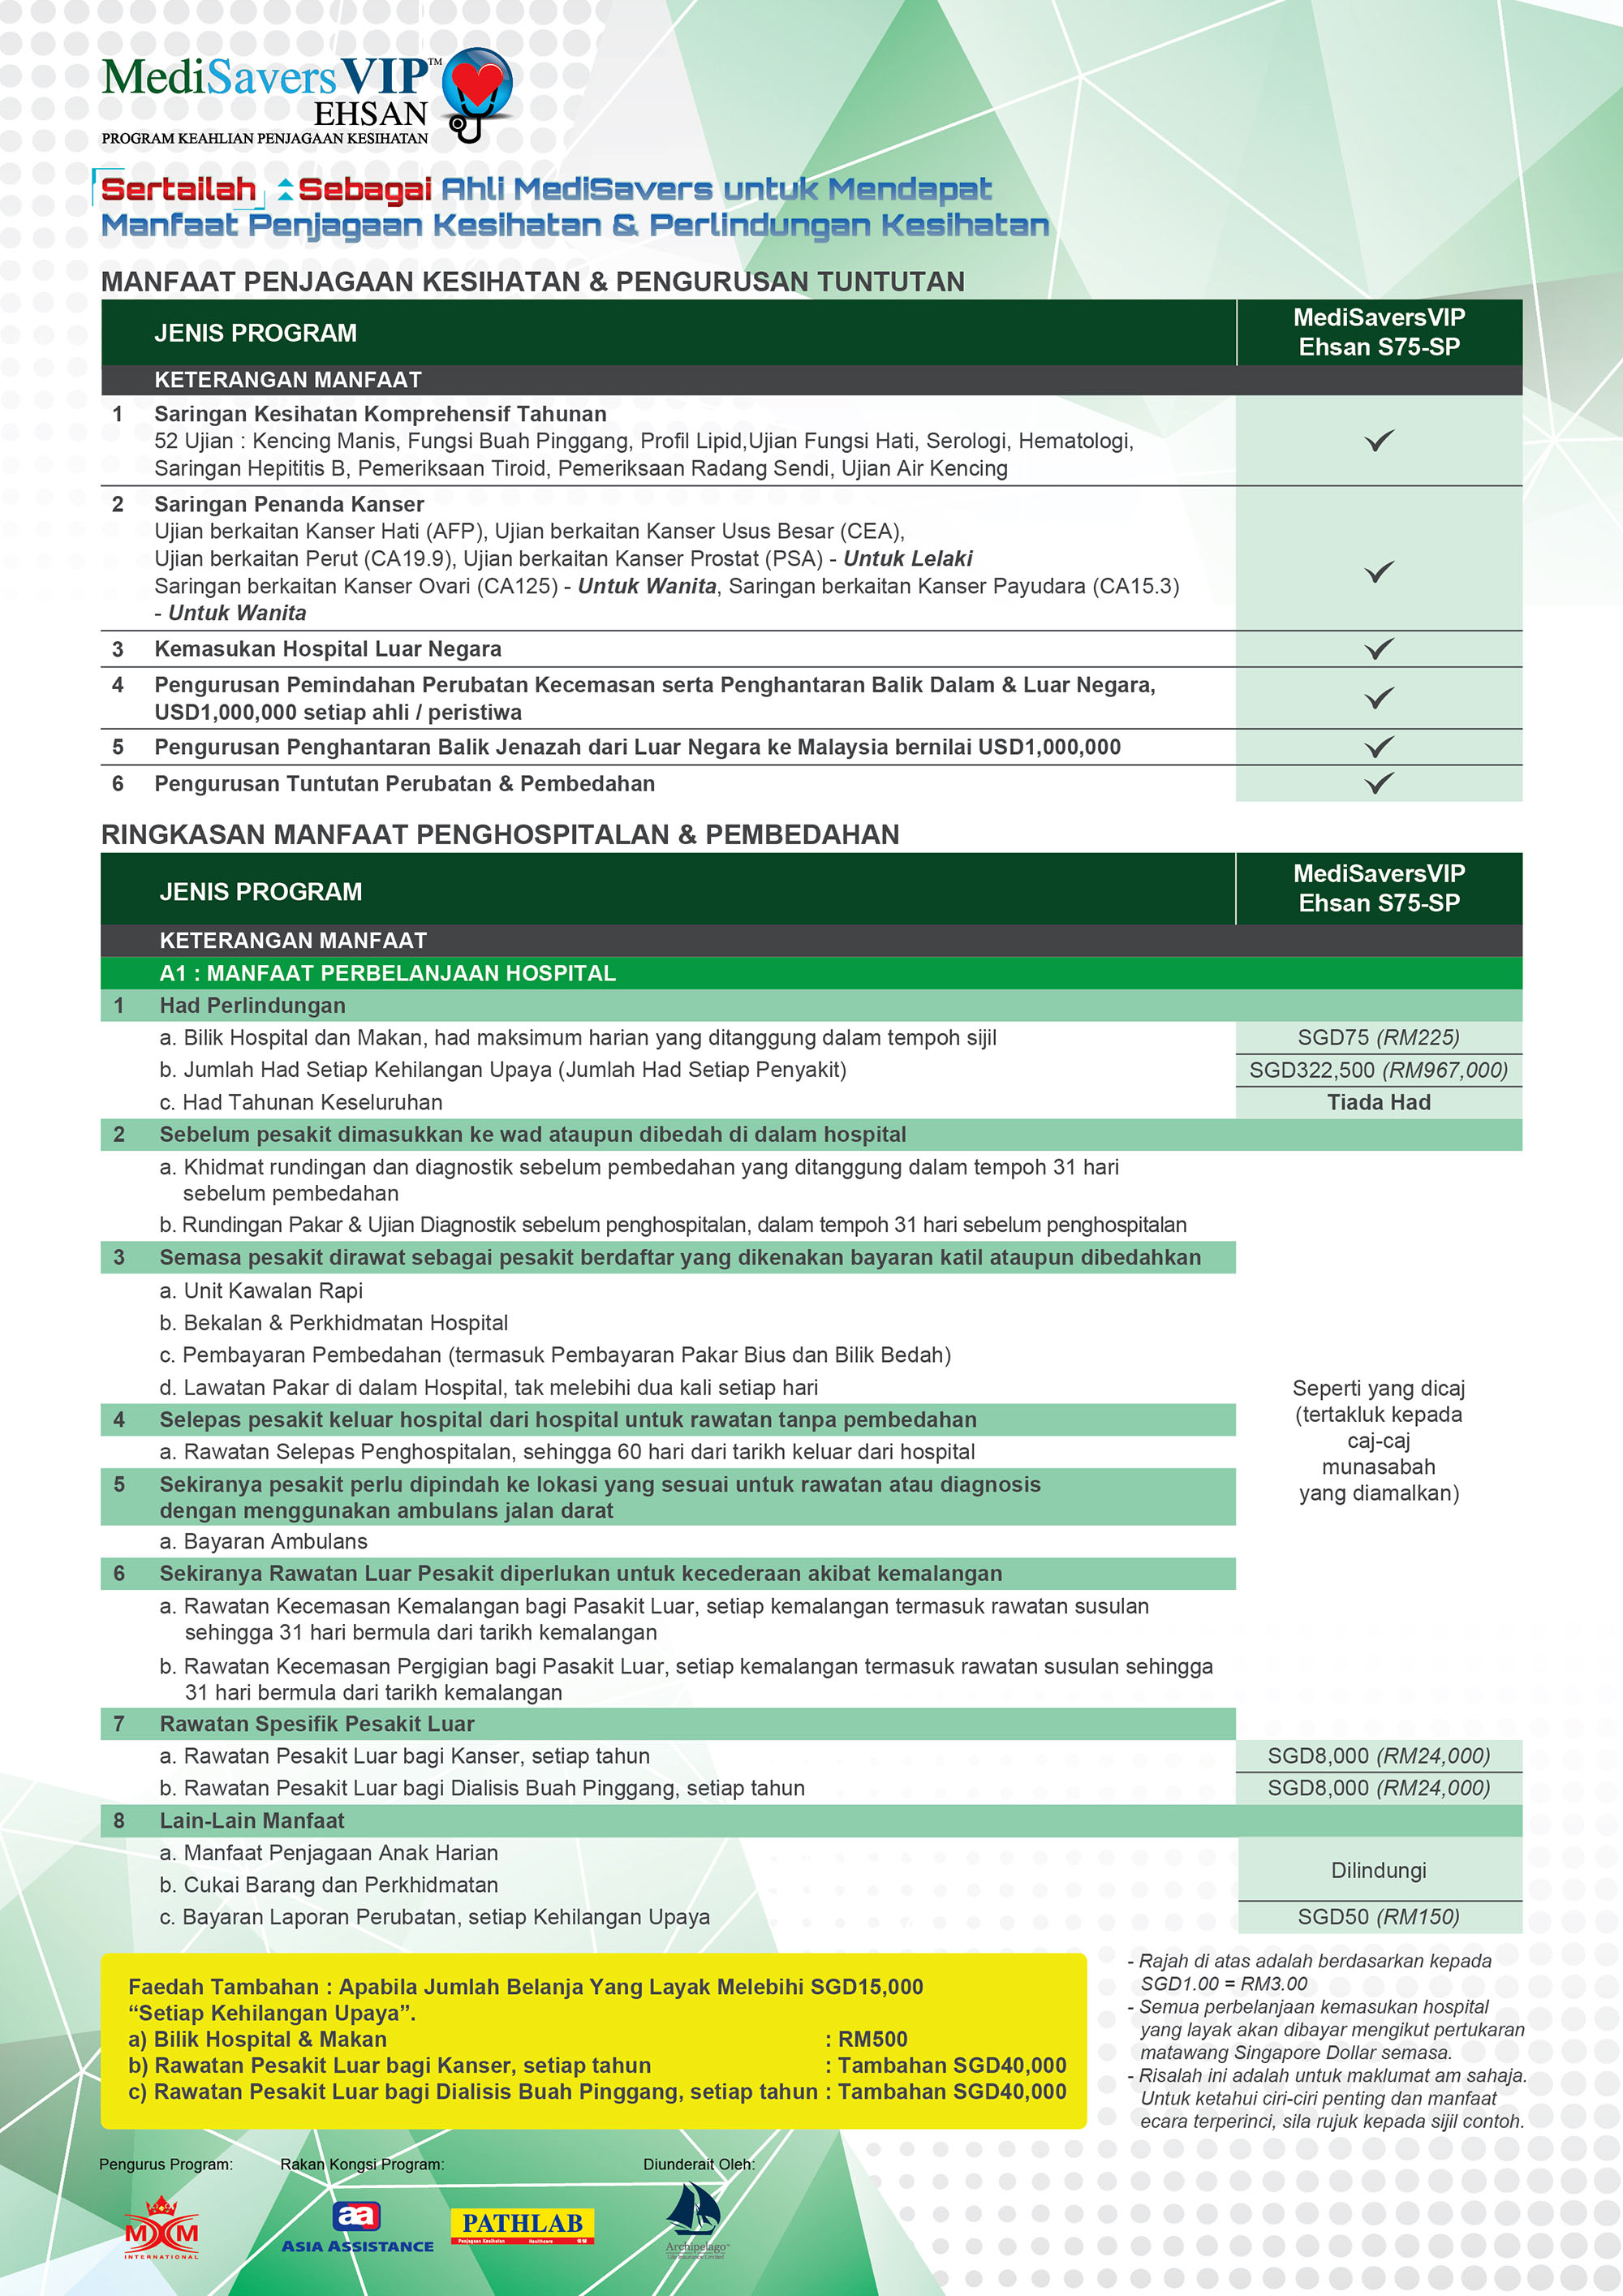 MediSaversVIP™
EHSAN
PROGRAM KEAHLIAN PENJAGAAN KESIHATAN
Sertailah Sebagai Ahli MediSavers untuk Mendapat
Manfaat Penjagaan Kesihatan & Perlindungan Kesihatan
MANFAAT PENJAGAAN KESIHATAN & PENGURUSAN TUNTUTAN
JENIS PROGRAM
MediSaversVIP
Ehsan S75-SP
KETERANGAN MANFAAT
1 Saringan Kesihatan Komprehensif Tahunan
52 Ujian : Kencing Manis, Fungsi Buah Pinggang, Profil Lipid,Ujian Fungsi Hati, Serologi, Hematologi,
Saringan Hepititis B, Pemeriksaan Tiroid, Pemeriksaan Radang Sendi, Ujian Air Kencing
✓
2 Saringan Penanda Kanser
Ujian berkaitan Kanser Hati (AFP), Ujian berkaitan Kanser Usus Besar (CEA),
Ujian berkaitan Perut (CA19.9), Ujian berkaitan Kanser Prostat (PSA) - Untuk Lelaki
Saringan berkaitan Kanser Ovari (CA125) - Untuk Wanita, Saringan berkaitan Kanser Payudara (CA15.3)
- Untuk Wanita
✓
3 Kemasukan Hospital Luar Negara ✓
4 Pengurusan Pemindahan Perubatan Kecemasan serta Penghantaran Balik Dalam & Luar Negara,
USD1,000,000 setiap ahli / peristiwa
✓
5 Pengurusan Penghantaran Balik Jenazah dari Luar Negara ke Malaysia bernilai USD1,000,000 ✓
6 Pengurusan Tuntutan Perubatan & Pembedahan ✓
RINGKASAN MANFAAT PENGHOSPITALAN & PEMBEDAHAN
JENIS PROGRAM
MediSaversVIP
Ehsan S75-SP
KETERANGAN MANFAAT
A1 : MANFAAT PERBELANJAAN HOSPITAL
1 Had Perlindungan
a. Bilik Hospital dan Makan, had maksimum harian yang ditanggung dalam tempoh sijil SGD75 (RM225)
b. Jumlah Had Setiap Kehilangan Upaya (Jumlah Had Setiap Penyakit) SGD322,500 (RM967,000)
c. Had Tahunan Keseluruhan Tiada Had
2 Sebelum pesakit dimasukkan ke wad ataupun dibedah di dalam hospital
a. Khidmat rundingan dan diagnostik sebelum pembedahan yang ditanggung dalam tempoh 31 hari
sebelum pembedahan
b. Rundingan Pakar & Ujian Diagnostik sebelum penghospitalan, dalam tempoh 31 hari sebelum penghospitalan
3 Semasa pesakit dirawat sebagai pesakit berdaftar yang dikenakan bayaran katil ataupun dibedahkan
a. Unit Kawalan Rapi
b. Bekalan & Perkhidmatan Hospital
c. Pembayaran Pembedahan (termasuk Pembayaran Pakar Bius dan Bilik Bedah)
d. Lawatan Pakar di dalam Hospital, tak melebihi dua kali setiap hari
4 Selepas pesakit keluar hospital dari hospital untuk rawatan tanpa pembedahan
a. Rawatan Selepas Penghospitalan, sehingga 60 hari dari tarikh keluar dari hospital
5 Sekiranya pesakit perlu dipindah ke lokasi yang sesuai untuk rawatan atau diagnosis
dengan menggunakan ambulans jalan darat
a. Bayaran Ambulans
6 Sekiranya Rawatan Luar Pesakit diperlukan untuk kecederaan akibat kemalangan
a. Rawatan Kecemasan Kemalangan bagi Pasakit Luar, setiap kemalangan termasuk rawatan susulan
sehingga 31 hari bermula dari tarikh kemalangan
b. Rawatan Kecemasan Pergigian bagi Pasakit Luar, setiap kemalangan termasuk rawatan susulan sehingga
31 hari bermula dari tarikh kemalangan
Seperti yang dicaj
(tertakluk kepada
caj-caj
munasabah
yang diamalkan)
7 Rawatan Spesifik Pesakit Luar
a. Rawatan Pesakit Luar bagi Kanser, setiap tahun SGD8,000 (RM24,000)
b. Rawatan Pesakit Luar bagi Dialisis Buah Pinggang, setiap tahun SGD8,000 (RM24,000)
8 Lain-Lain Manfaat
a. Manfaat Penjagaan Anak Harian
b. Cukai Barang dan Perkhidmatan
Dilindungi
c. Bayaran Laporan Perubatan, setiap Kehilangan Upaya SGD50 (RM150)
Faedah Tambahan : Apabila Jumlah Belanja Yang Layak Melebihi SGD15,000
“Setiap Kehilangan Upaya”.
a) Bilik Hospital & Makan : RM500
b) Rawatan Pesakit Luar bagi Kanser, setiap tahun : Tambahan SGD40,000
c) Rawatan Pesakit Luar bagi Dialisis Buah Pinggang, setiap tahun : Tambahan SGD40,000
- Rajah di atas adalah berdasarkan kepada
SGD1.00 = RM3.00
- Semua perbelanjaan kemasukan hospital
yang layak akan dibayar mengikut pertukaran
matawang Singapore Dollar semasa.
- Risalah ini adalah untuk maklumat am sahaja.
Untuk ketahui ciri-ciri penting dan manfaat
ecara terperinci, sila rujuk kepada sijil contoh.
Pengurus Program: Rakan Kongsi Program: Diunderait Oleh:
MXM
INTERNATIONAL
aa
ASIA ASSISTANCE
PATHLAB
Penjagaan Kesihatan Healthcare
Archipelago
Life Insurance Limited